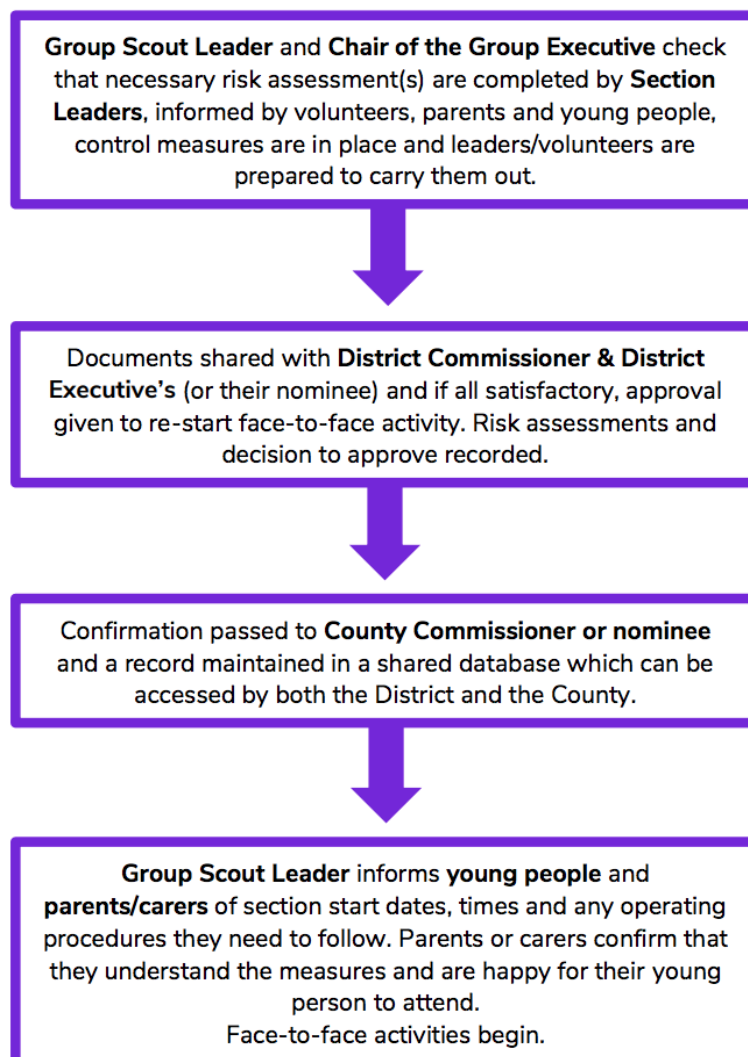 Group Scout Leader and Chair of the Group Executive check
that necessary risk assessment(s) are completed by Section
Leaders, informed by volunteers, parents and young people,
control measures are in place and leaders/volunteers are
prepared to carry them out.
Documents shared with District Commissioner & District
Executive's (or their nominee) and if all satisfactory, approval
given to re-start face-to-face activity. Risk assessments and
decision to approve recorded.
Confirmation passed to County Commissioner or nominee
and a record maintained in a shared database which can be
accessed by both the District and the County.
Group Scout Leader informs young people and
parents/carers of section start dates, times and any operating
procedures they need to follow. Parents or carers confirm that
they understand the measures and are happy for their young
person to attend.
Face-to-face activities begin.